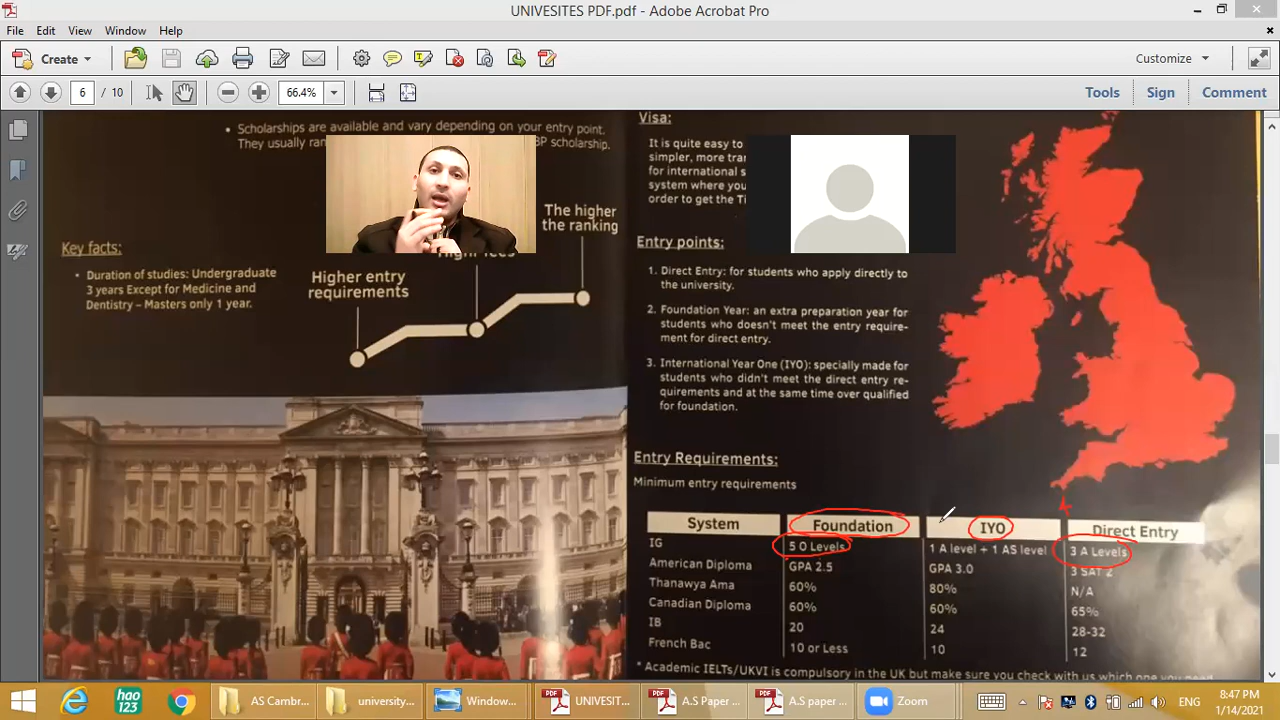 UNIVESITES PDF.pdf - Adobe Acrobat Pro
File Edit View Window Help
Create Customize
6 / 10 66.4% Tools Sign Comment
Scholarships are available and vary depending on your entry point.
They usually BP scholarship.
Key facts:
• Duration of studies: Undergraduate
3 years Except for Medicine and
Dentistry – Masters only 1 year.
Higher entry
requirements
The higher
the ranking
Visa:
It is quite easy to
simpler, more
for international
system where you
order to get the
Entry points:
1. Direct Entry: for students who apply directly to
the university.
2. Foundation Year: an extra preparation year for
students who doesn't meet the entry require-
ment for direct entry.
3. International Year One (IYO): specially made for
students who didn't meet the direct entry re-
quirements and at the same time over qualified
for foundation.
Entry Requirements:
Minimum entry requirements
System Foundation IYO Direct Entry
IG 5 O Levels 1 A level + 1 AS level 3 A Levels
American Diploma GPA 2.5 GPA 3.0 3 SAT 2
Thanawya Ama 60% 80% N/A
Canadian Diploma 60% 60% 65%
IB 20 24 28-32
French Bac 10 or Less 10 12
* Academic IELTS/UKVI is compulsory in the UK but make sure you check with us which one you need
hao
123
AS Camb...
university...
Window...
UNIVESIT...
A.S Paper ...
A.S paper ...
Zoom
ENG
8:47 PM
1/14/2021